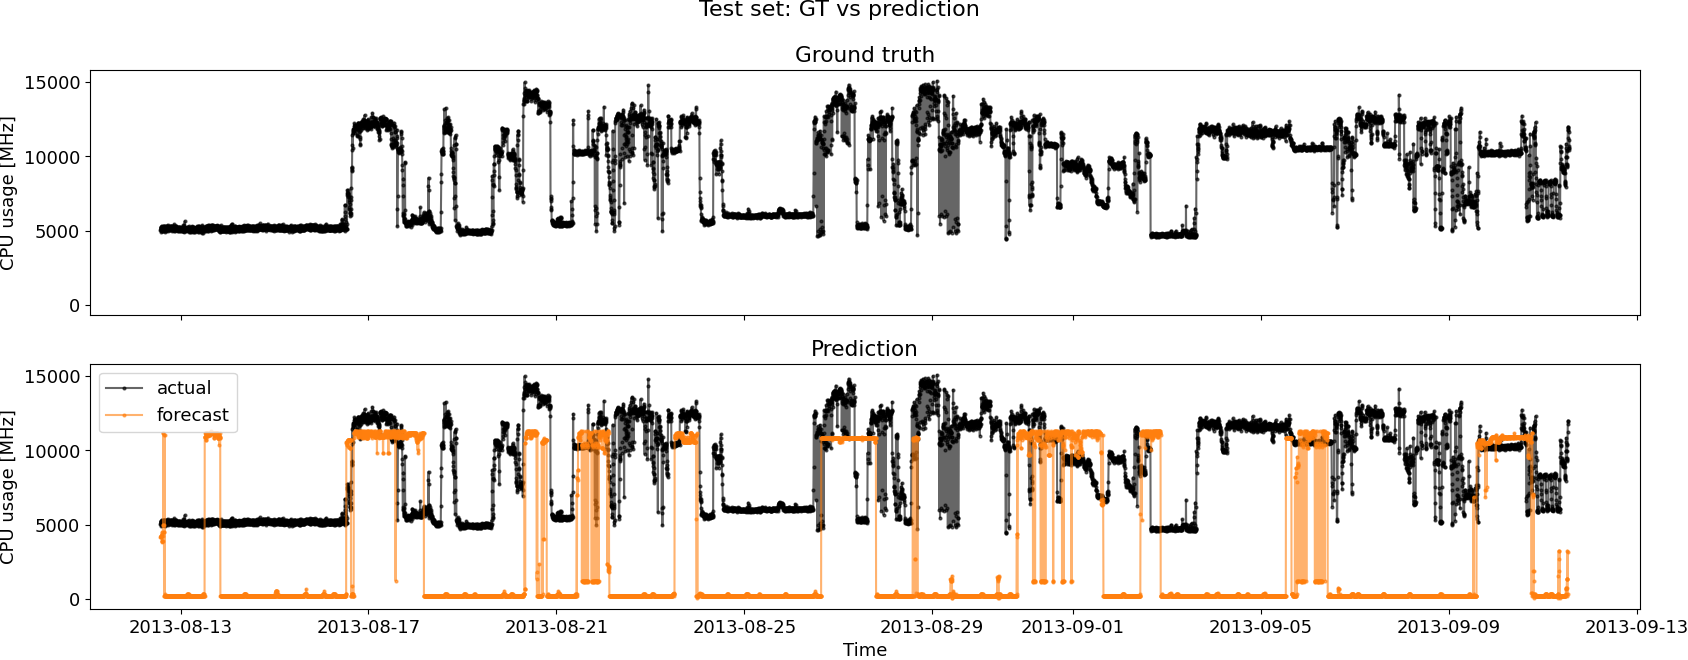 Test set: GT vs prediction
Ground truth
15000
10000
5000
0
CPU usage [MHz]
Prediction
actual
forecast
15000
10000
5000
0
CPU usage [MHz]
2013-08-13 2013-08-17 2013-08-21 2013-08-25 2013-08-29 2013-09-01 2013-09-05 2013-09-09 2013-09-13
Time